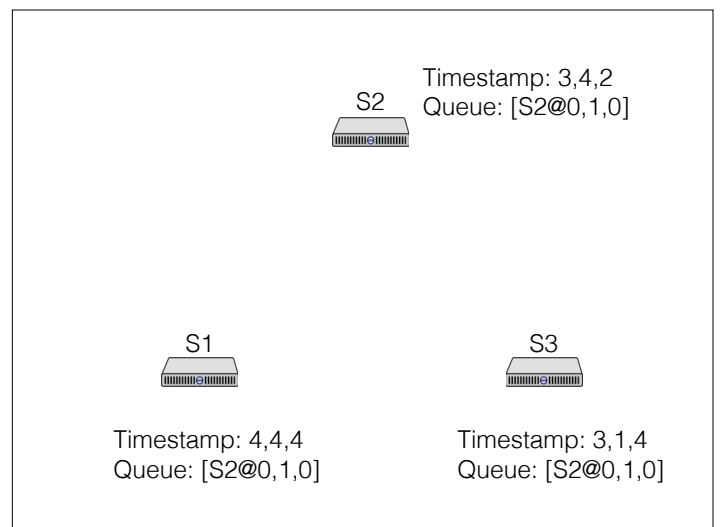 Timestamp: 3,4,2
S2
Queue: [S2@0,1,0]
S1
S3
Timestamp: 4,4,4
Queue: [S2@0,1,0]
Timestamp: 3,1,4
Queue: [S2@0,1,0]